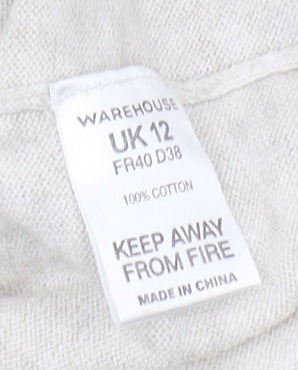 WAREHOUSE
UK 12
FR40 D38
100% COTTON
KEEP AWAY
FROM FIRE
MADE IN CHINA